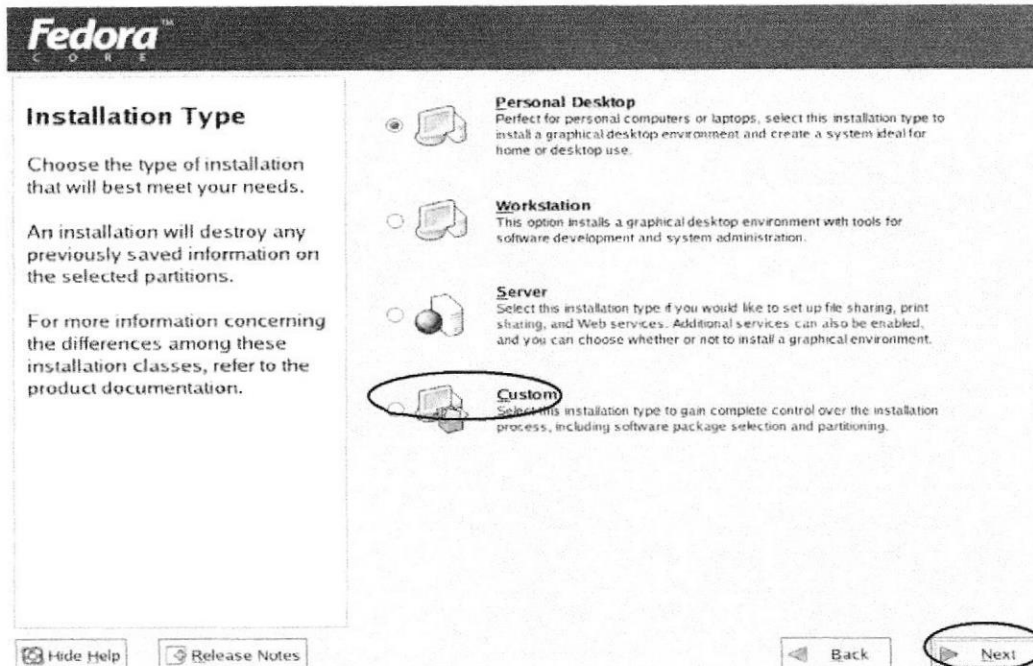 Fedora™
CORE
Installation Type
Choose the type of installation
that will best meet your needs.
An installation will destroy any
previously saved information on
the selected partitions.
For more information concerning
the differences among these
installation classes, refer to the
product documentation.
Personal Desktop
Perfect for personal computers or laptops, select this installation type to
install a graphical desktop environment and create a system ideal for
home or desktop use.
Workstation
This option installs a graphical desktop environment with tools for
software development and system administration.
Server
Select this installation type if you would like to set up file sharing, print
sharing, and Web services. Additional services can also be enabled,
and you can choose whether or not to install a graphical environment.
Custom
Select this installation type to gain complete control over the installation
process, including software package selection and partitioning.
Hide Help
Release Notes
Back
Next